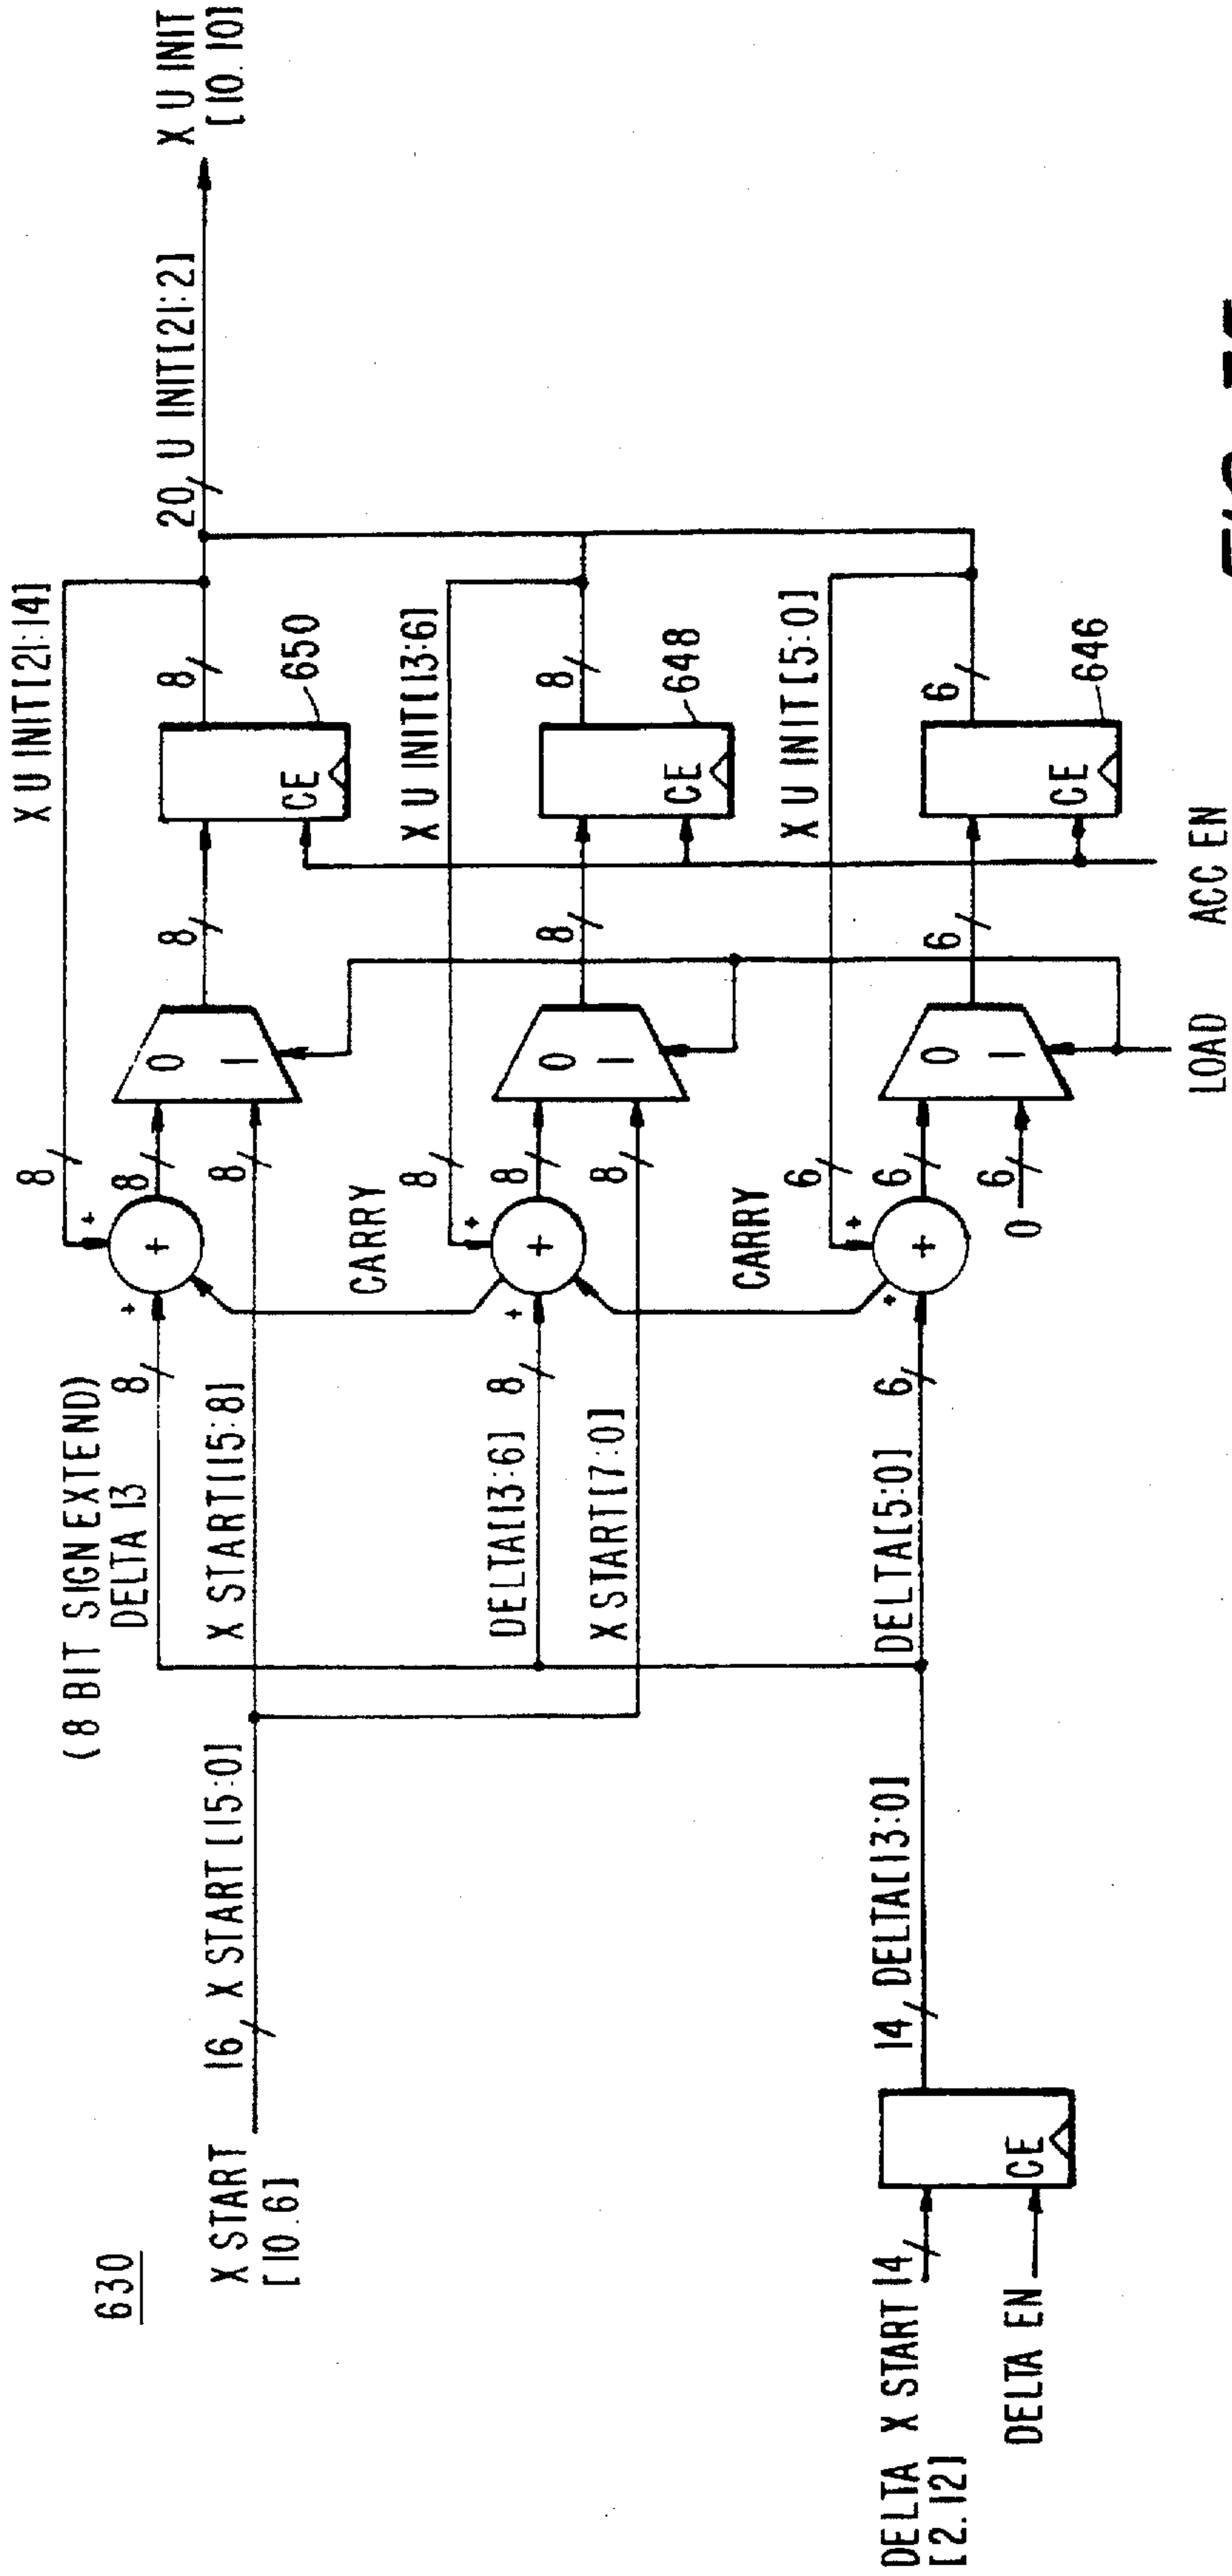 630
X START
[10.6]
16 X START [15:0]
DELTA X START 14
[2.12]
DELTA EN
CE
14 DELTA[13:0]
(8 BIT SIGN EXTEND)
DELTA 13
8
X START[15:8]
DELTA[13:6] 8
X START[7:0]
DELTA[5:0] 6
+
+
+
8
8
8
CARRY
+
+
+
8
8
8
CARRY
+
+
+
6
6
6
0
0
1
0
1
0
1
LOAD
8
8
6
ACC EN
X U INIT[21:14]
CE
8
650
X U INIT[13:6]
CE
8
648
X U INIT[5:0]
CE
6
646
20 U INIT[21:2]
X U INIT
[10.10]